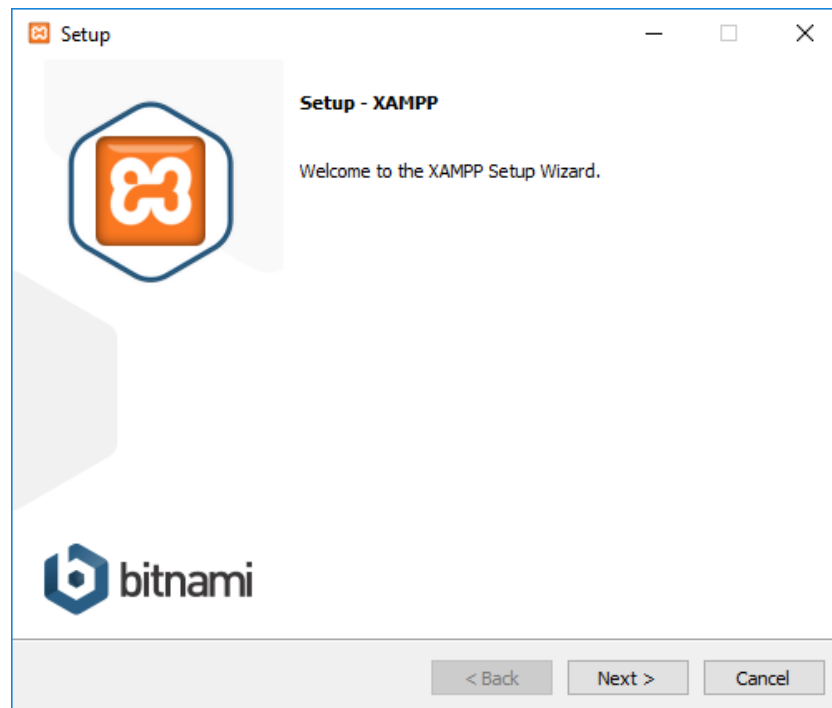 Setup
Setup - XAMPP
Welcome to the XAMPP Setup Wizard.
bitnami
< Back
Next >
Cancel